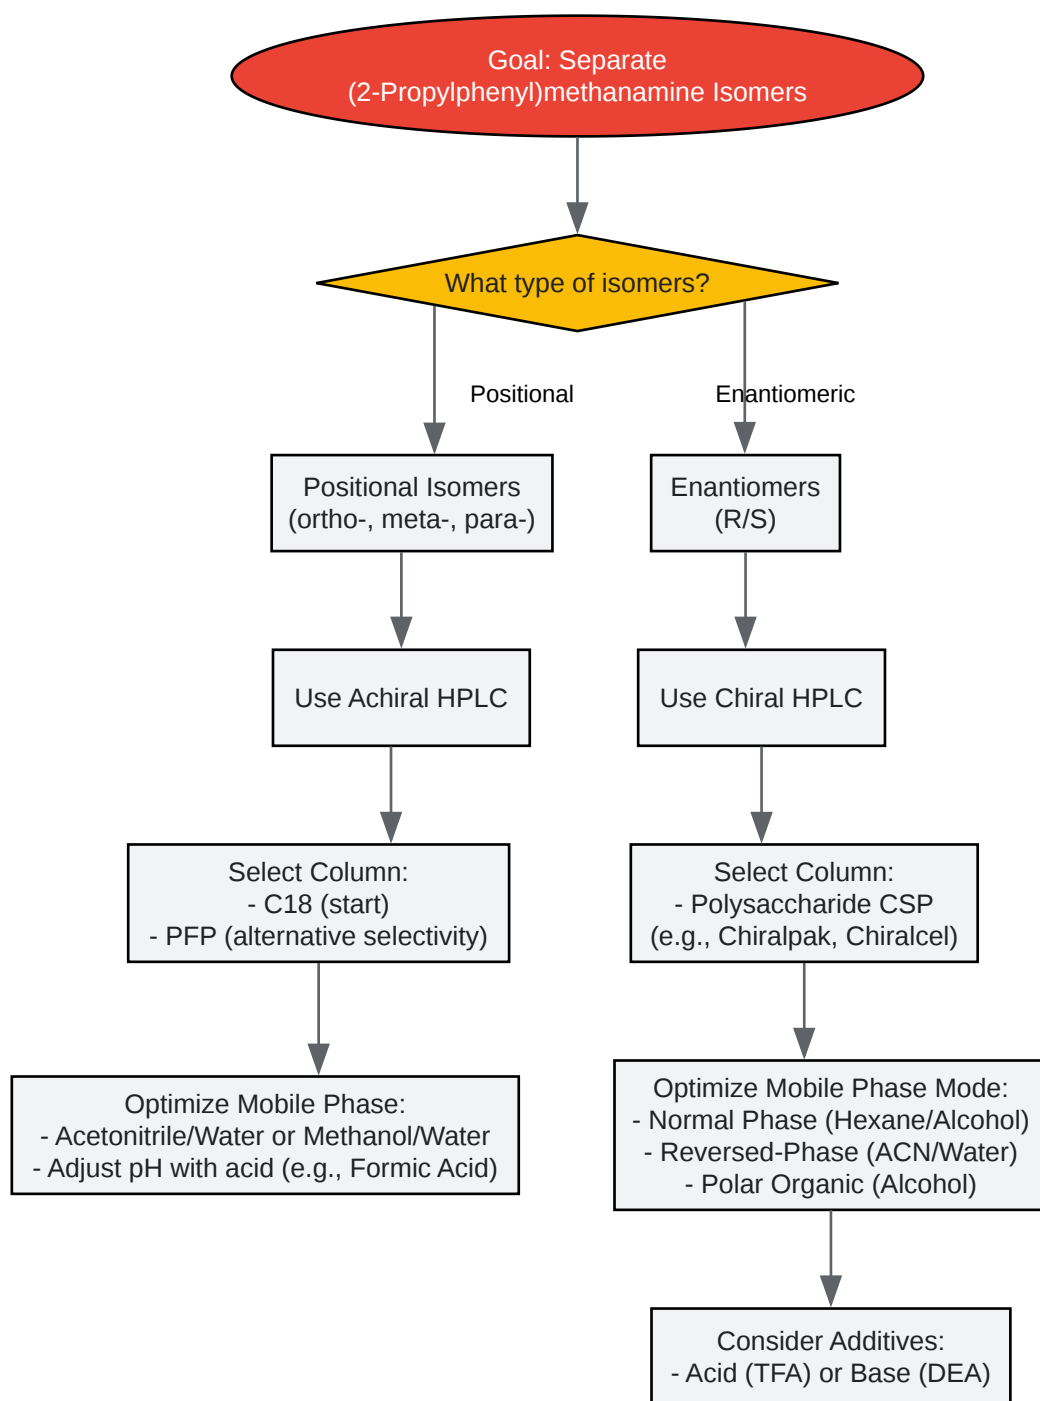 Goal: Separate
(2-Propylphenyl)methanamine Isomers
What type of isomers?
Positional
Enantiomeric
Positional Isomers
(ortho-, meta-, para-)
Enantiomers
(R/S)
Use Achiral HPLC
Use Chiral HPLC
Select Column:
- C18 (start)
- PFP (alternative selectivity)
Select Column:
- Polysaccharide CSP
(e.g., Chiralpak, Chiralcel)
Optimize Mobile Phase:
- Acetonitrile/Water or Methanol/Water
- Adjust pH with acid (e.g., Formic Acid)
Optimize Mobile Phase Mode:
- Normal Phase (Hexane/Alcohol)
- Reversed-Phase (ACN/Water)
- Polar Organic (Alcohol)
Consider Additives:
- Acid (TFA) or Base (DEA)